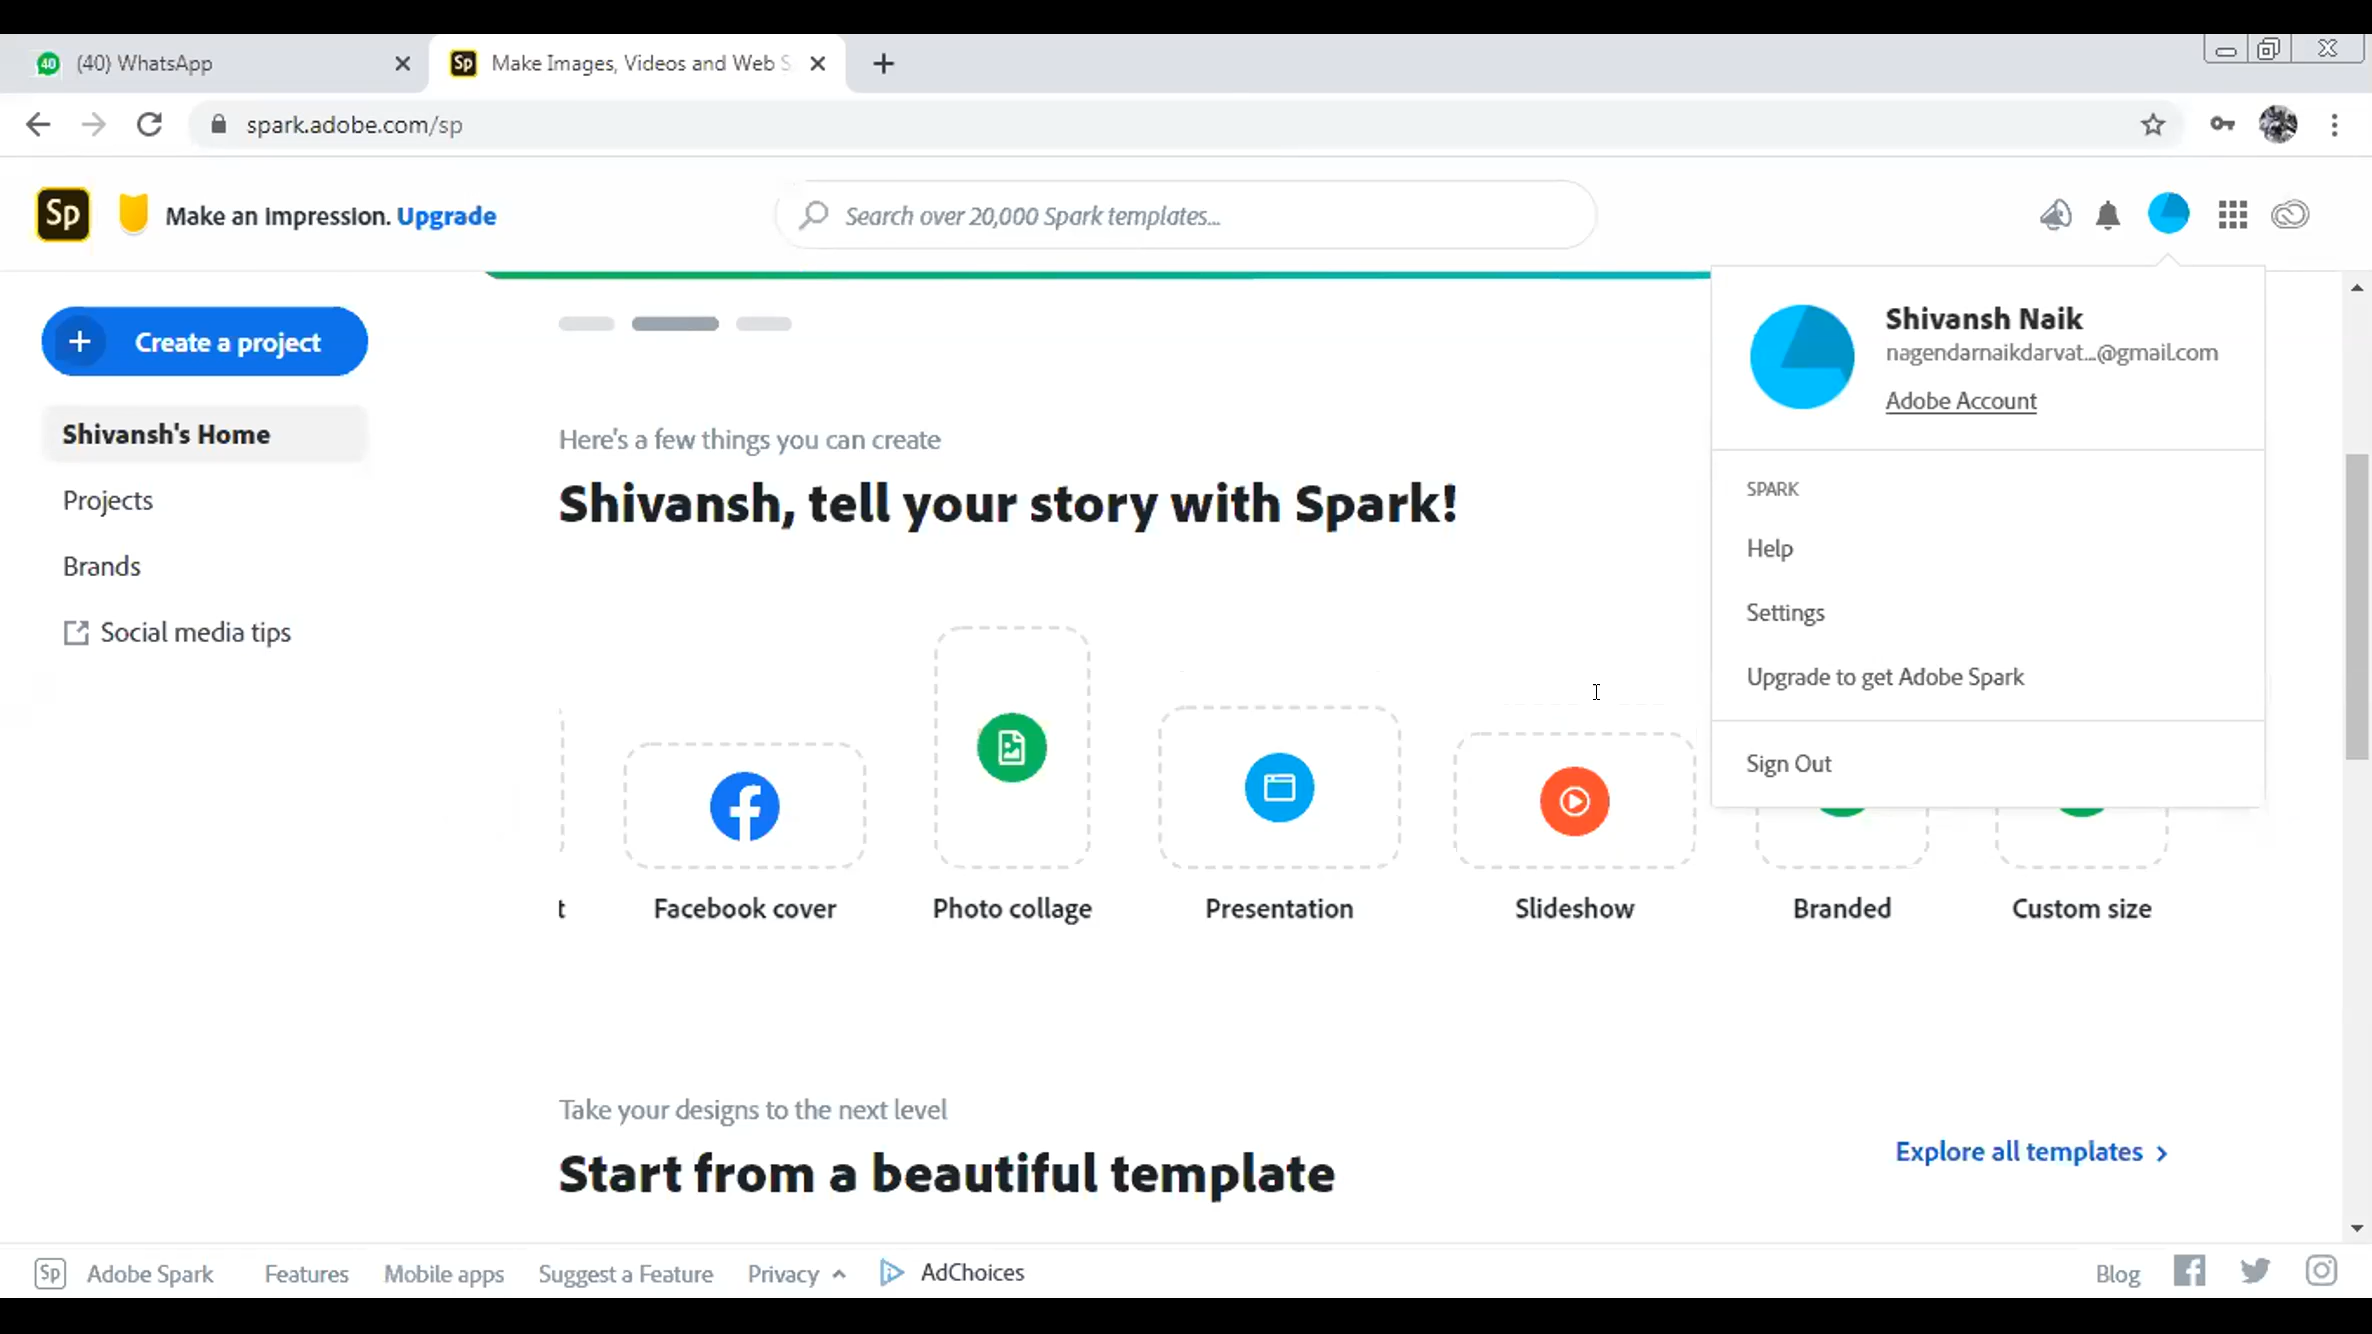 40 (40) WhatsApp
Sp Make Images, Videos and Web S
spark.adobe.com/sp
Sp Make an Impression. Upgrade
Search over 20,000 Spark templates...
Create a project
Shivansh's Home
Projects
Brands
Social media tips
Shivansh Naik
nagendarnaikdarvat...@gmail.com
Adobe Account
SPARK
Help
Settings
Upgrade to get Adobe Spark
Sign Out
Here's a few things you can create
Shivansh, tell your story with Spark!
t
Facebook cover
Photo collage
Presentation
Slideshow
Branded
Custom size
Take your designs to the next level
Start from a beautiful template
Explore all templates
Sp Adobe Spark Features Mobile apps Suggest a Feature Privacy AdChoices Blog